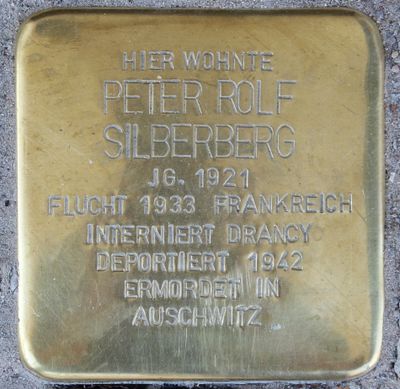 HIER WOHNTE
PETER ROLF
SILBERBERG
JG. 1921
FLUCHT 1933 FRANKREICH
INTERNIERT DRANCY
DEPORTIERT 1942
ERMORDET IN
AUSCHWITZ